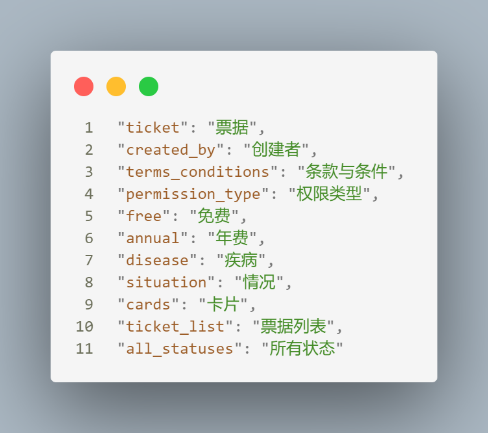 1 "ticket": "票据",
2 "created_by": "创建者",
3 "terms_conditions": "条款与条件",
4 "permission_type": "权限类型",
5 "free": "免费",
6 "annual": "年费",
7 "disease": "疾病",
8 "situation": "情况",
9 "cards": "卡片",
10 "ticket_list": "票据列表",
11 "all_statuses": "所有状态"